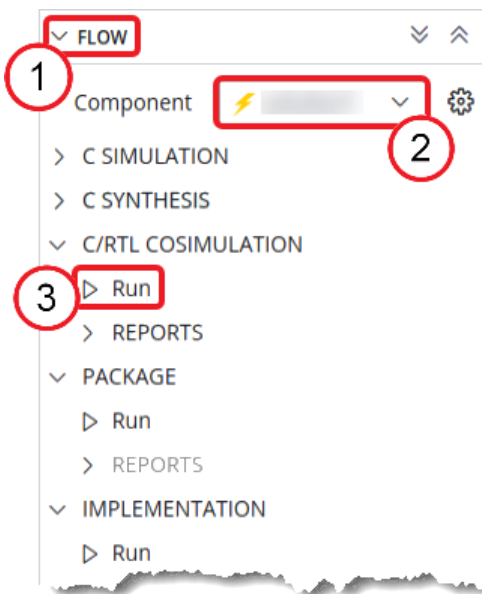 FLOW
1
Component
2
C SIMULATION
C SYNTHESIS
C/RTL COSIMULATION
3 Run
REPORTS
PACKAGE
Run
REPORTS
IMPLEMENTATION
Run